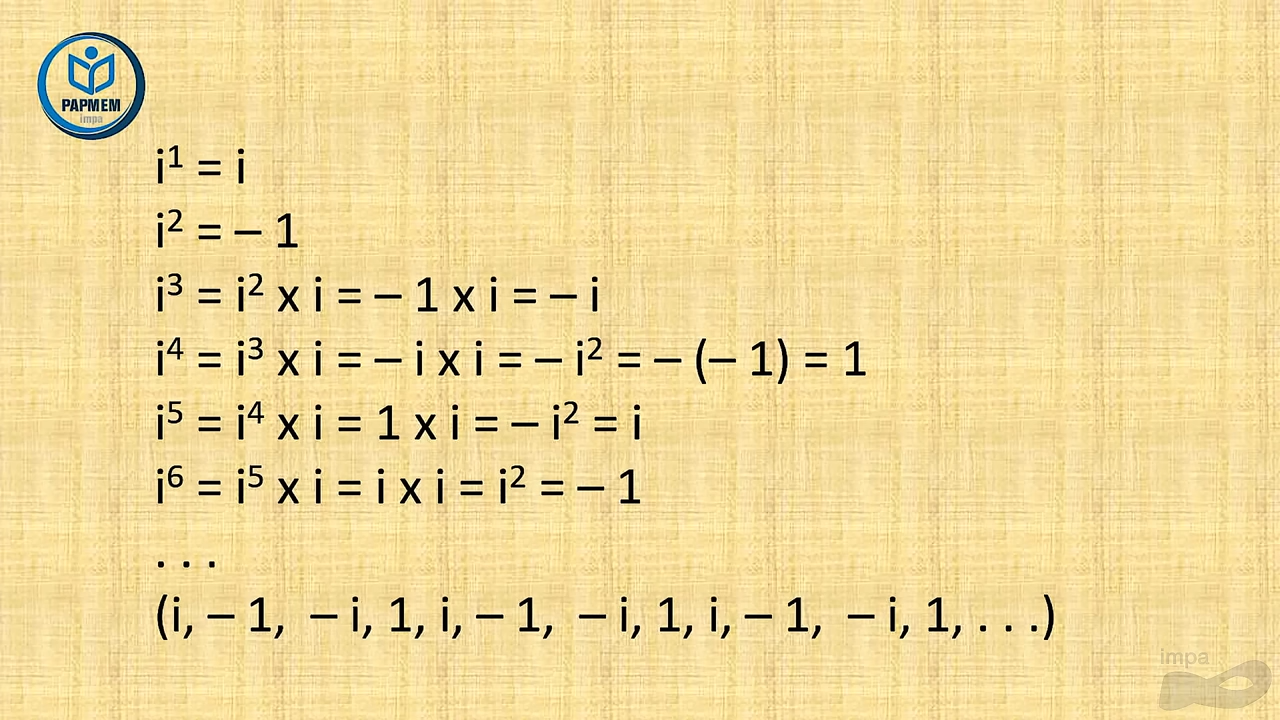 PAPMEM
impa
i¹ = i
i² = – 1
i³ = i² x i = – 1 x i = – i
i⁴ = i³ x i = – i x i = – i² = – (– 1) = 1
i⁵ = i⁴ x i = 1 x i = – i² = i
i⁶ = i⁵ x i = i x i = i² = – 1
. . .
(i, – 1, – i, 1, i, – 1, – i, 1, i, – 1, – i, 1, . . .)
impa